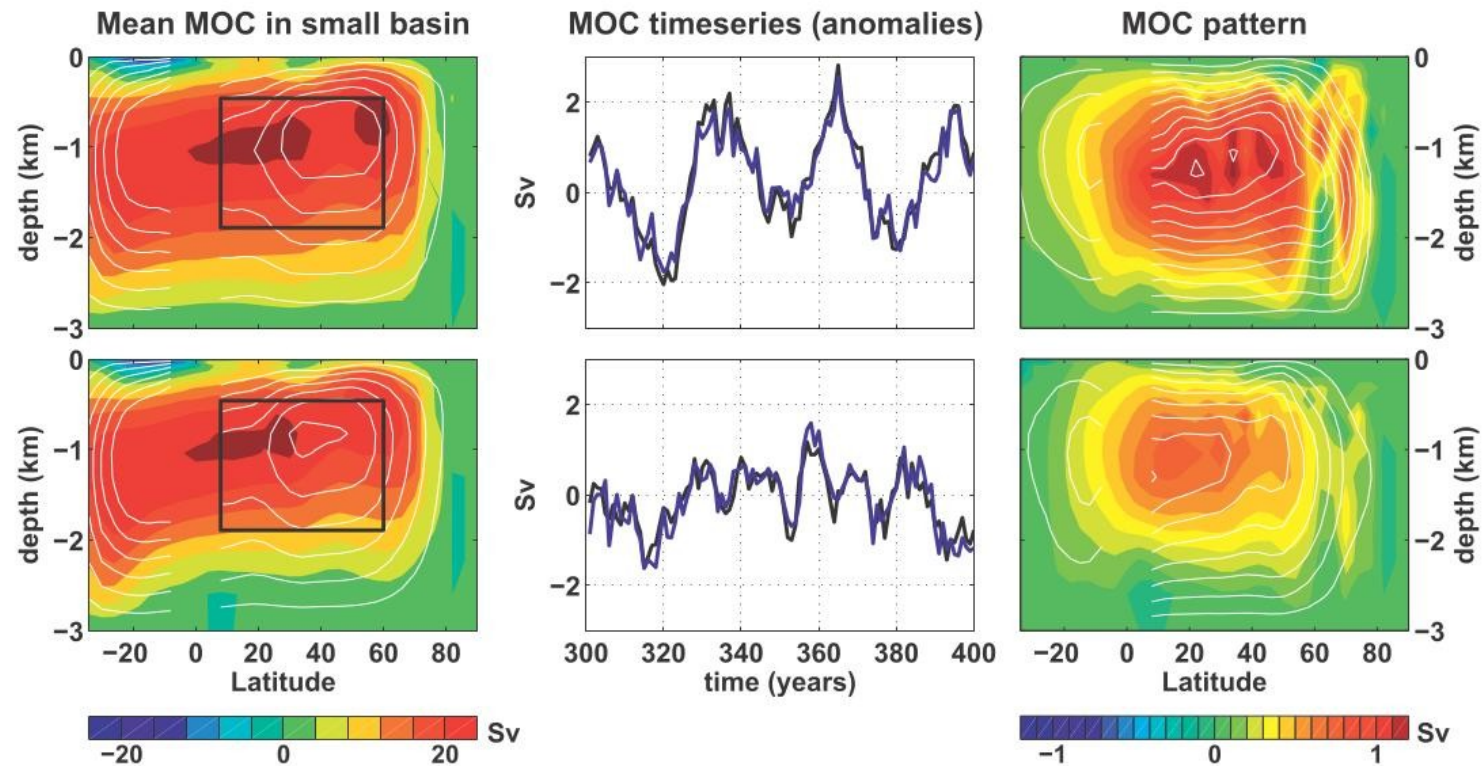 Mean MOC in small basin
MOC timeseries (anomalies)
MOC pattern
0
−1
−2
−3
depth (km)
2
0
−2
Sv
0
−1
−2
−3
depth (km)
0
−1
−2
−3
depth (km)
−20 0 20 40 60 80
Latitude
2
0
−2
Sv
300 320 340 360 380 400
time (years)
0
−1
−2
−3
depth (km)
−20 0 20 40 60 80
Latitude
−20 0 20
Sv
−1 0 1
Sv